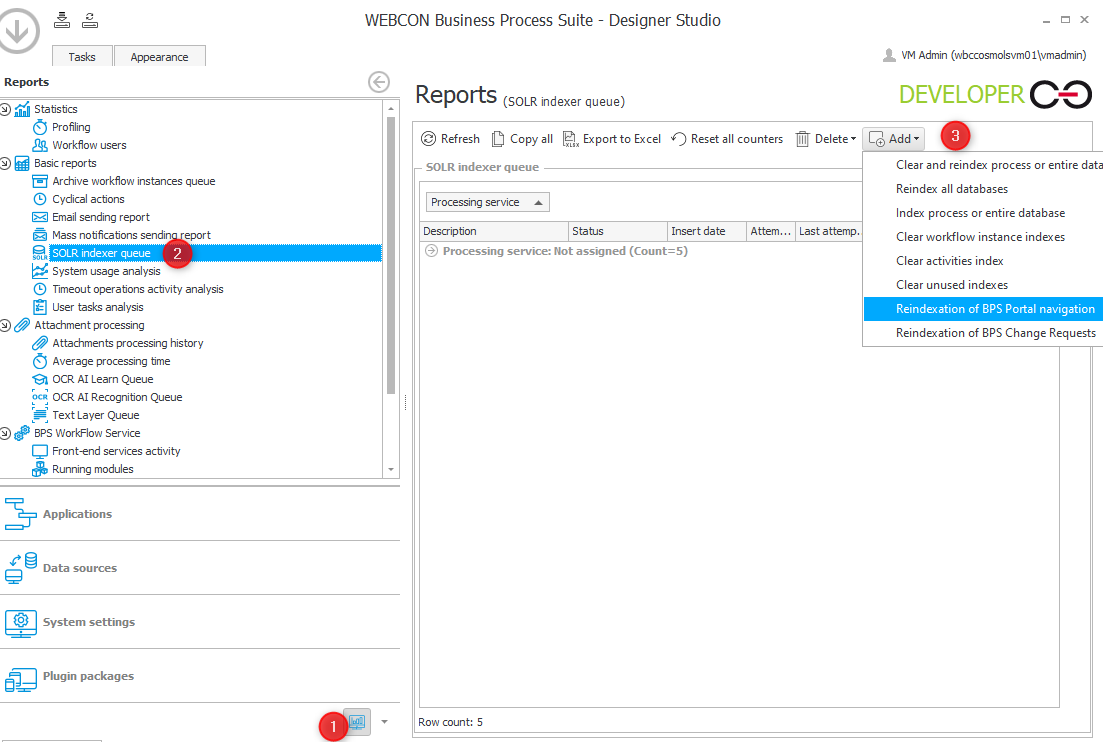 WEBCON Business Process Suite - Designer Studio
Tasks
Appearance
VM Admin (wbccosmolsvm01\vmadmin)
Reports
Statistics
Profiling
Workflow users
Basic reports
Archive workflow instances queue
Cyclical actions
Email sending report
Mass notifications sending report
SOLR indexer queue
2
System usage analysis
Timeout operations activity analysis
User tasks analysis
Attachment processing
Attachments processing history
Average processing time
OCR AI Learn Queue
OCR AI Recognition Queue
Text Layer Queue
BPS WorkFlow Service
Front-end services activity
Running modules
Applications
Data sources
System settings
Plugin packages
1
Reports (SOLR indexer queue)
DEVELOPER
Refresh
Copy all
Export to Excel
Reset all counters
Delete
Add
3
SOLR indexer queue
Processing service
Description
Status
Insert date
Attem...
Last attemp.
Processing service: Not assigned (Count=5)
Clear and reindex process or entire data
Reindex all databases
Index process or entire database
Clear workflow instance indexes
Clear activities index
Clear unused indexes
Reindexation of BPS Portal navigation
Reindexation of BPS Change Requests
Row count: 5